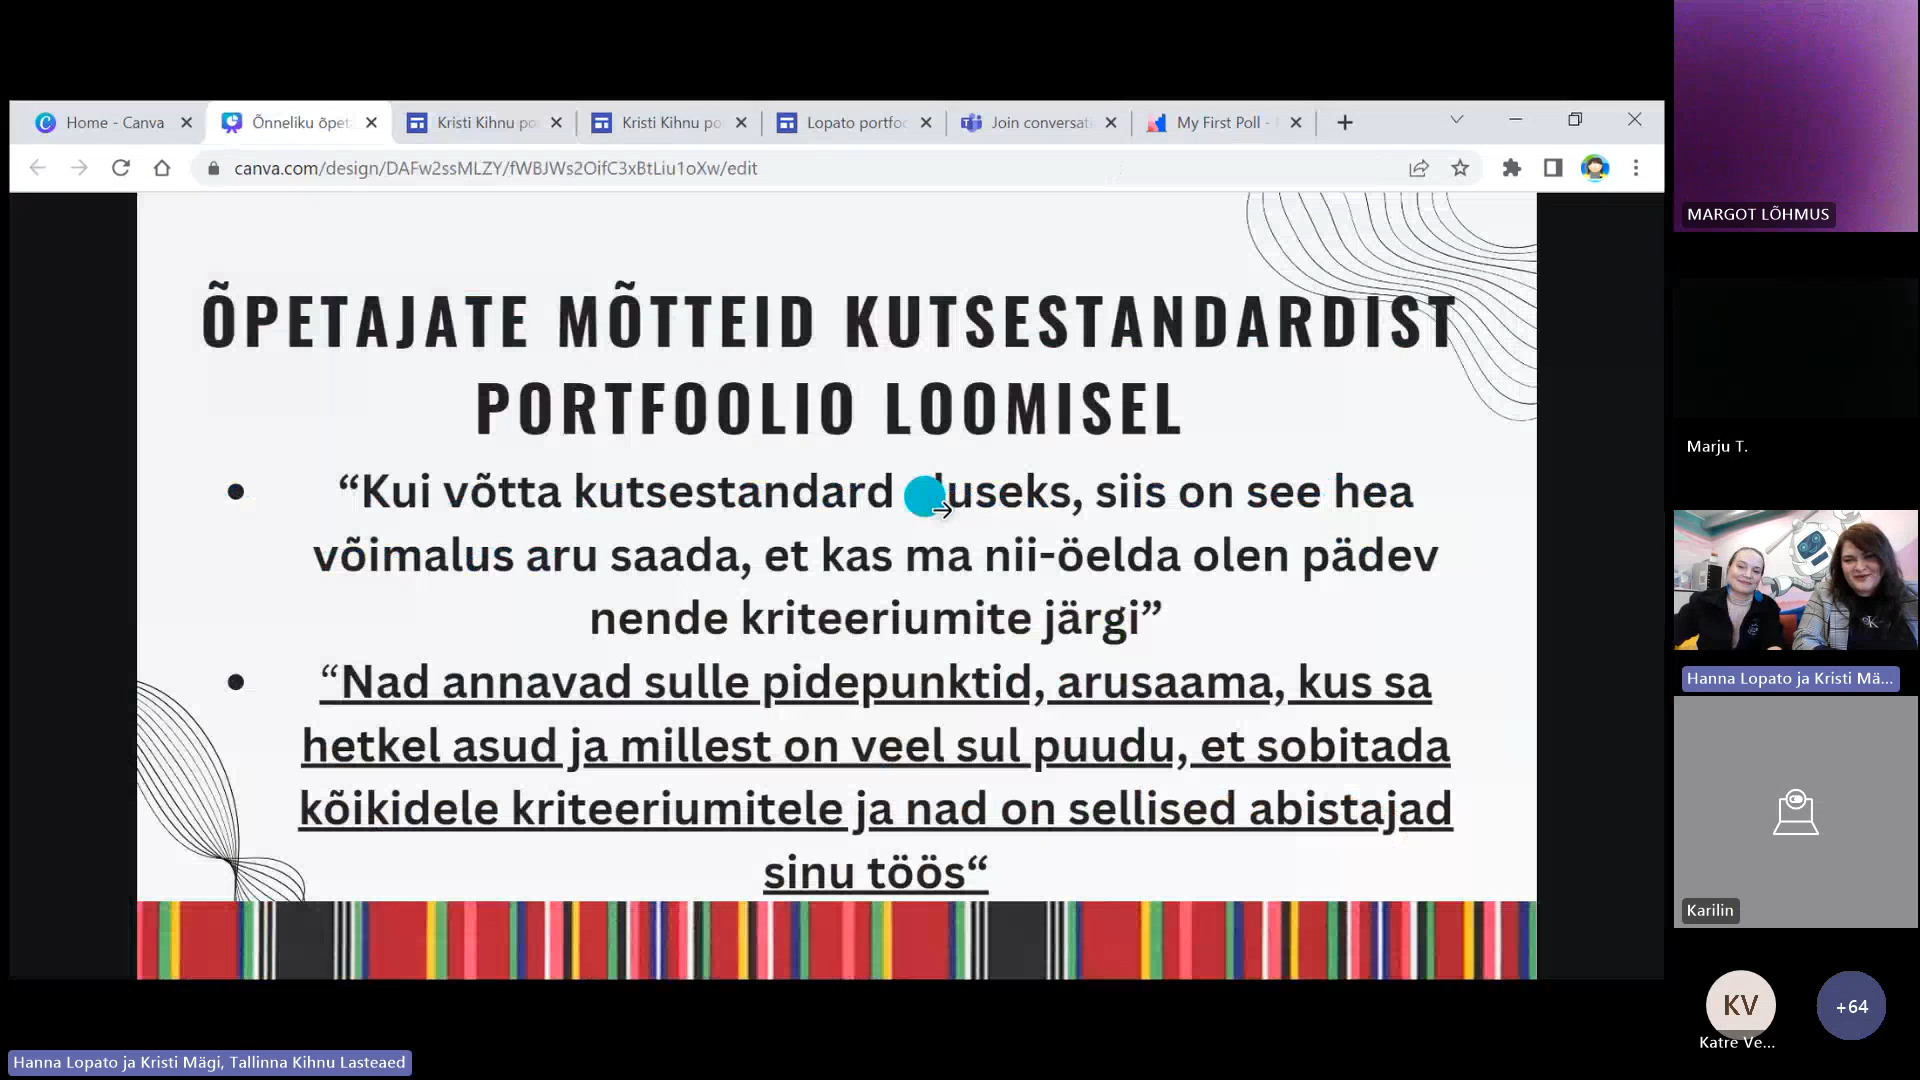 Home - Canva
Õnneliku õpet
Kristi Kihnu po
Kristi Kihnu po
Lopato portfoo
Join conversati
My First Poll -
canva.com/design/DAFw2ssMLZY/fWBJWs2OifC3xBtLiu1oXw/edit
ÕPETAJATE MÕTTEID KUTSESTANDARDIST
PORTFOOLIO LOOMISEL
“Kui võtta kutsestandard aluseks, siis on see hea
võimalus aru saada, et kas ma nii-öelda olen pädev
nende kriteeriumite järgi”
“Nad annavad sulle pidepunktid, arusaama, kus sa
hetkel asud ja millest on veel sul puudu, et sobitada
kõikidele kriteeriumitele ja nad on sellised abistajad
sinu töös“
MARGOT LÕHMUS
Marju T.
Hanna Lopato ja Kristi Mä...
Karilin
KV
Katre Ve...
+64
Hanna Lopato ja Kristi Mägi, Tallinna Kihnu Lasteaed